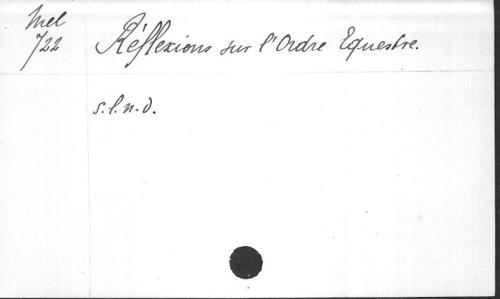 Mel
722
Réflexions sur l'Ordre Equestre.
s.l.n.d.